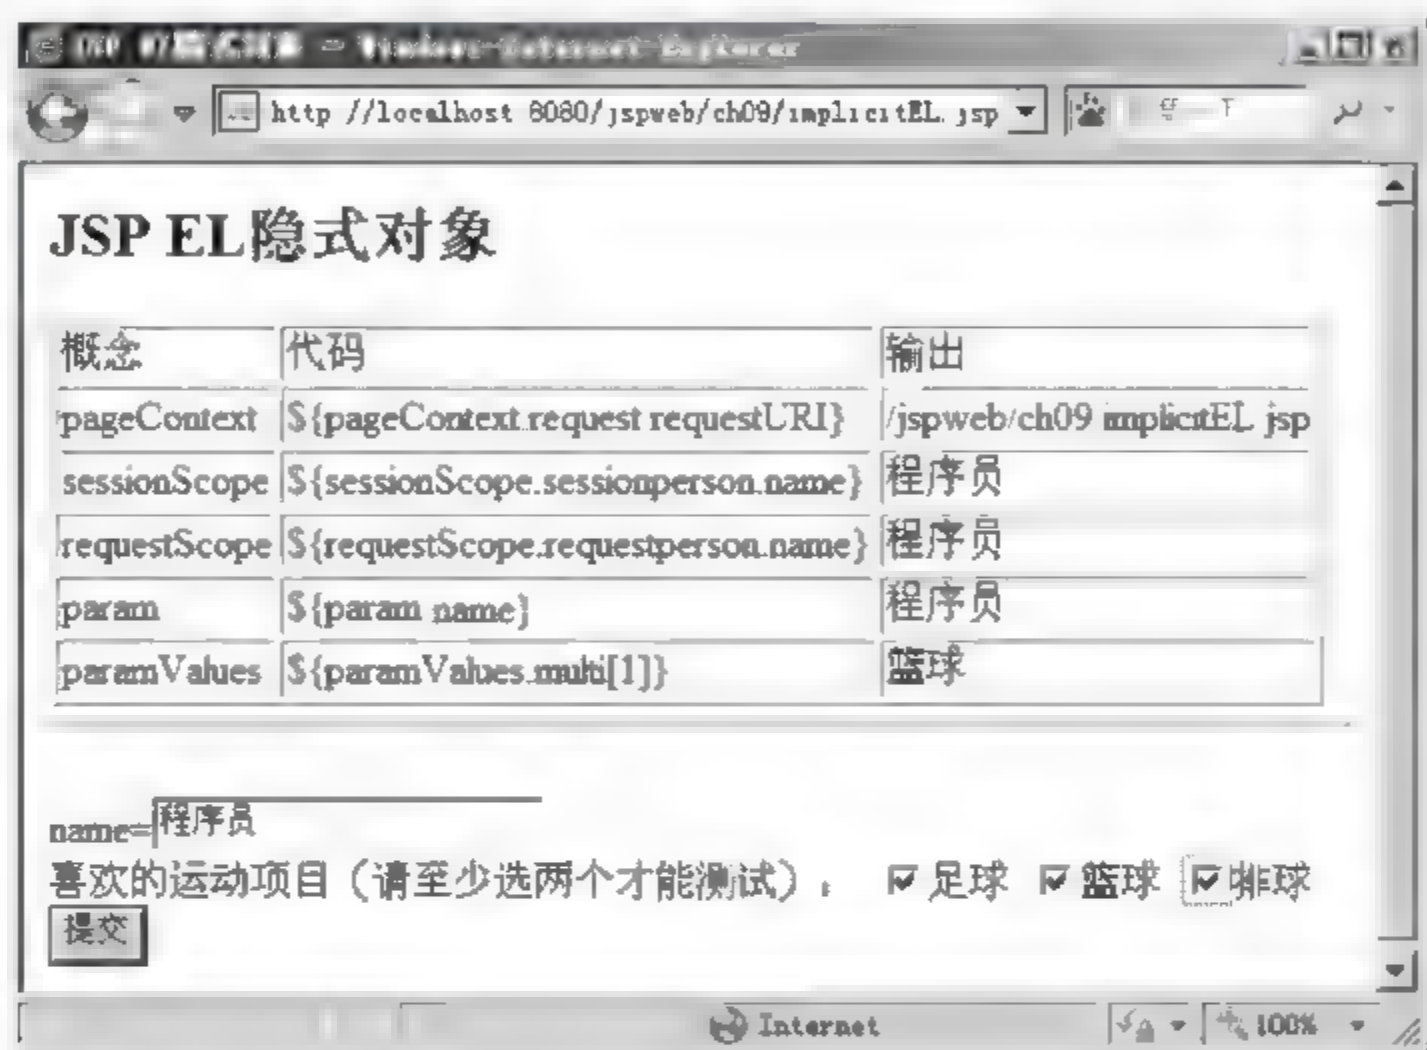 Internet Explorer
http //localhost 8080/jspweb/ch09/implicitEL.jsp
JSP EL隐式对象
概念 代码 输出
pageContext ${pageContext.request requestURI} /jspweb/ch09 implicitEL jsp
sessionScope ${sessionScope.sessionperson.name} 程序员
requestScope ${requestScope.requestperson.name} 程序员
param ${param name} 程序员
paramValues ${paramValues.multi[1]} 篮球
name=程序员
喜欢的运动项目（请至少选两个才能测试）： 足球 篮球 排球
提交
Internet 100%